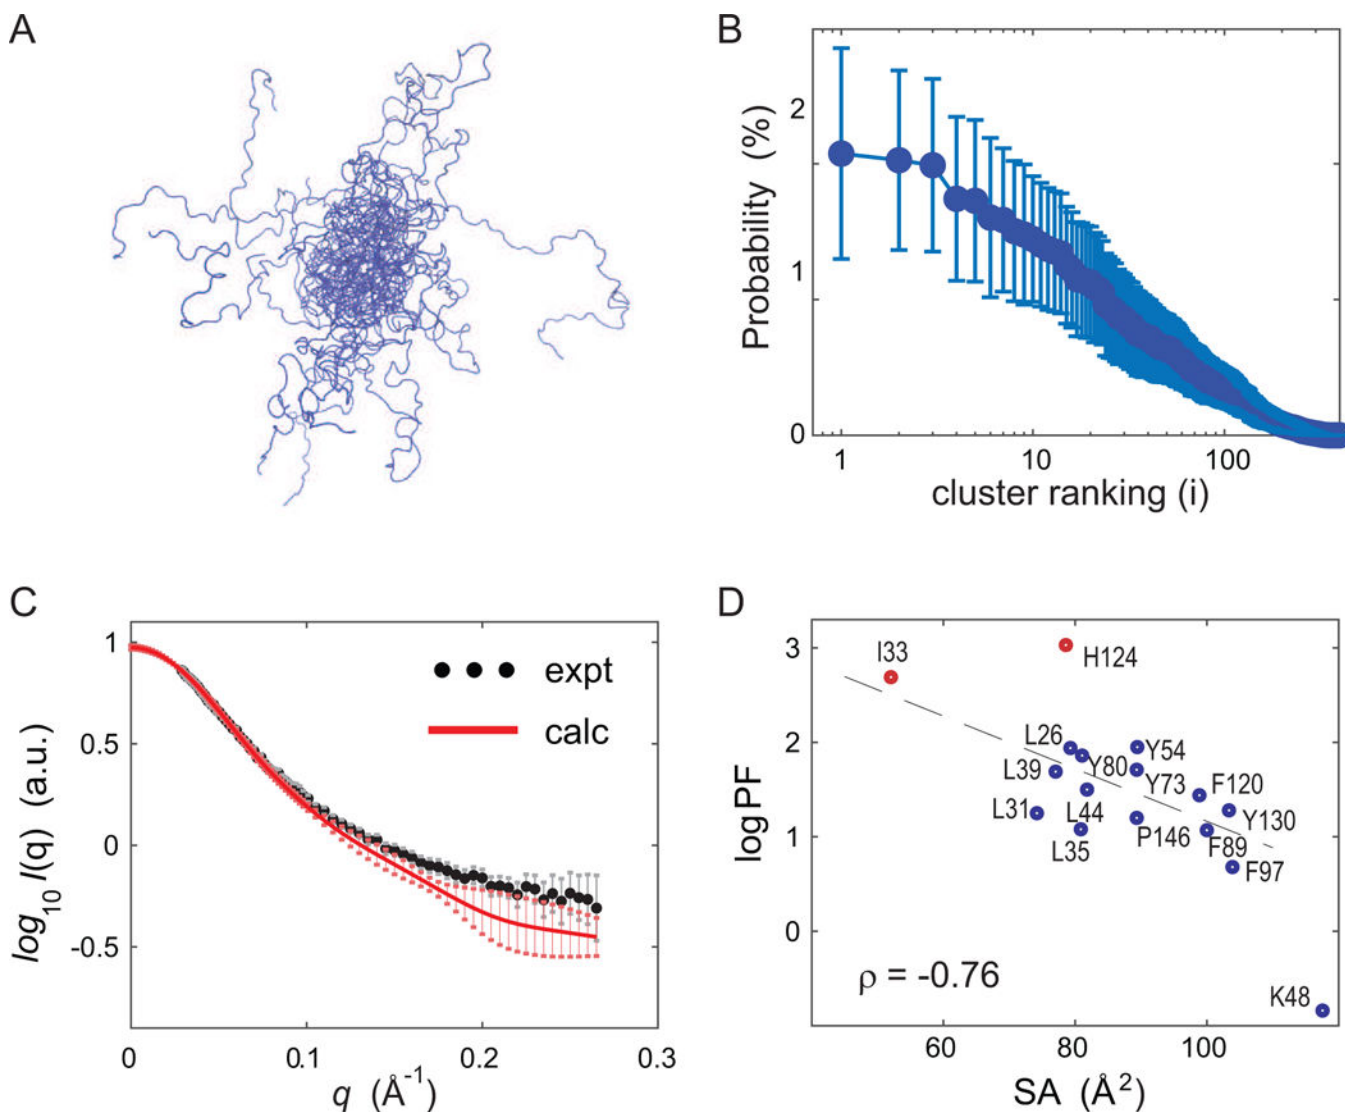 A
B
Probability (%)
2
1
0
1 10 100
cluster ranking (i)
C
log10 I(q) (a.u.)
1
0.5
0
-0.5
expt
calc
0 0.1 0.2 0.3
q (Å-1)
D
log PF
3
2
1
0
I33
H124
L26
Y54
L39
Y80
Y73
F120
L31
L44
Y130
L35
P146
F89
F97
K48
ρ = -0.76
60 80 100
SA (Å2)